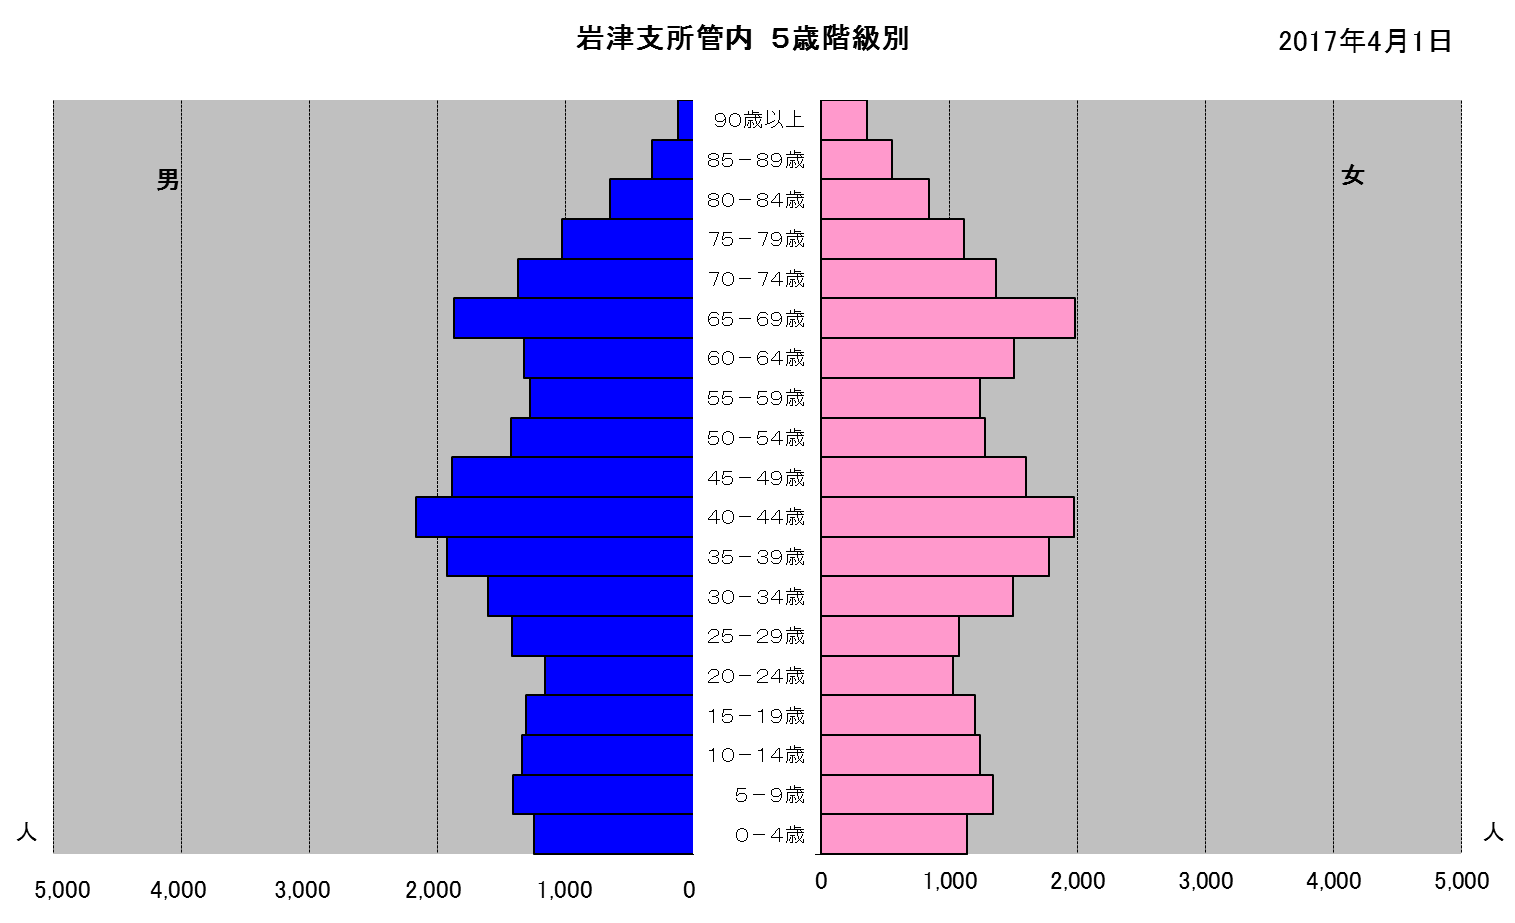 岩津支所管内 ５歳階級別
2017年4月1日
男
女
９０歳以上
８５－８９歳
８０－８４歳
７５－７９歳
７０－７４歳
６５－６９歳
６０－６４歳
５５－５９歳
５０－５４歳
４５－４９歳
４０－４４歳
３５－３９歳
３０－３４歳
２５－２９歳
２０－２４歳
１５－１９歳
１０－１４歳
５－９歳
０－４歳
人
人
5,000 4,000 3,000 2,000 1,000 0
0 1,000 2,000 3,000 4,000 5,000